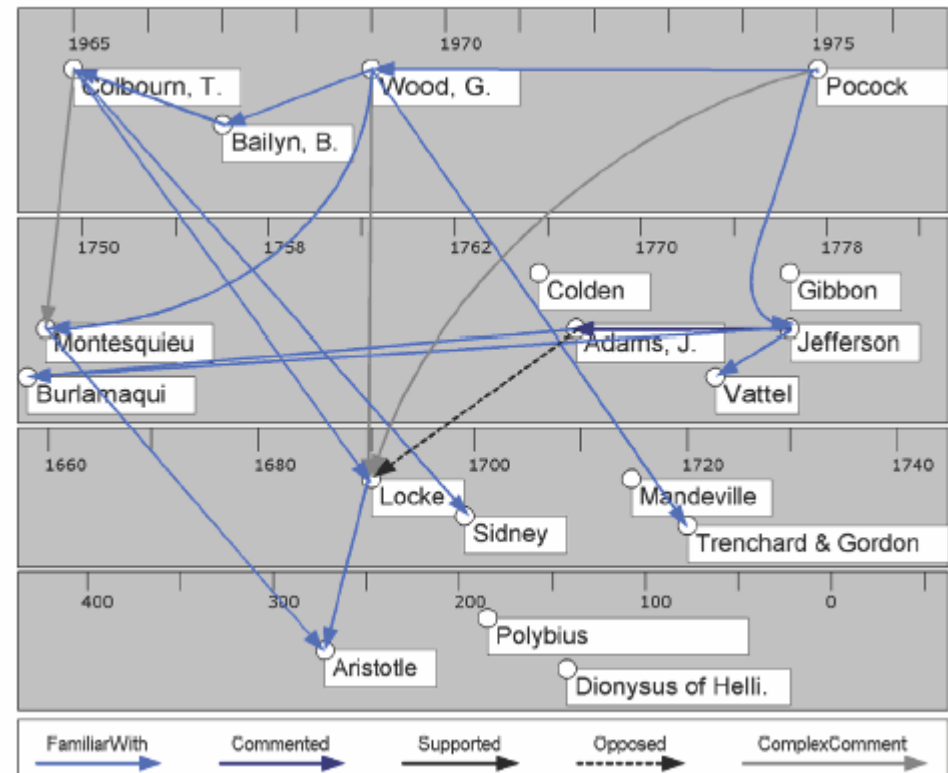 1965 1970 1975
Colbourn, T. Wood, G. Pocock
Bailyn, B.
1750 1758 1762 1770 1778
Colden Gibbon
Montesquieu Adams, J. Jefferson
Burlamaqui Vattel
1660 1680 1700 1720 1740
Locke Mandeville
Sidney Trenchard & Gordon
400 300 200 100 0
Polybius
Aristotle
Dionysus of Helli.
FamiliarWith Commented Supported Opposed ComplexComment